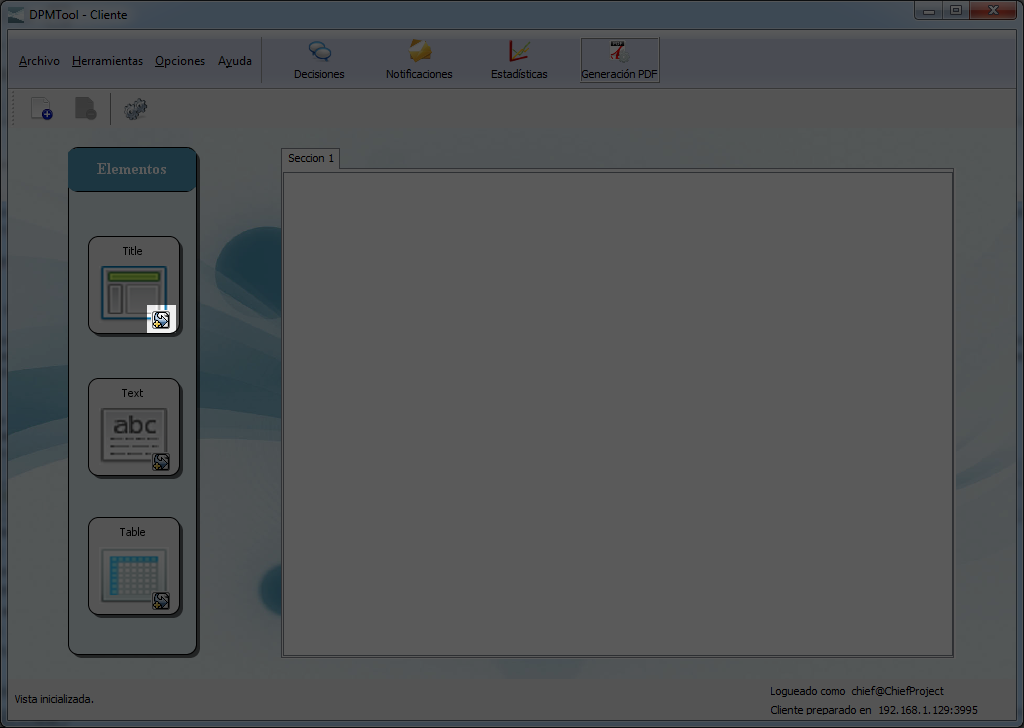 DPMTool - Cliente
Archivo Herramientas Opciones Ayuda
Decisiones Notificaciones Estadísticas Generación PDF
Elementos
Seccion 1
Title
Text
abc
Table
Vista inicializada.
Logueado como chief@ChiefProject
Cliente preparado en 192.168.1.129:3995